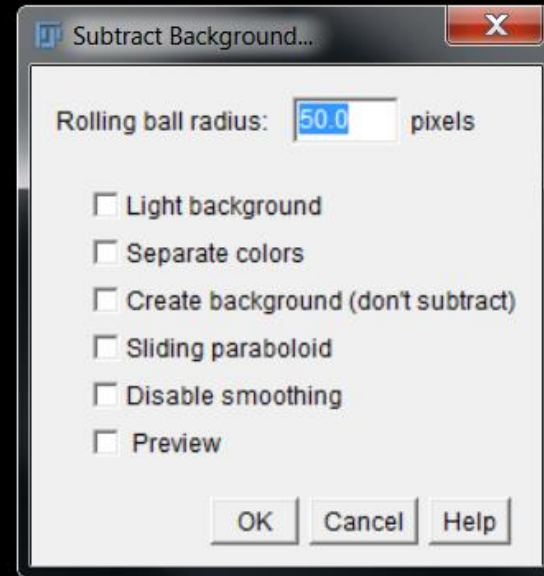 Subtract Background...
X
Rolling ball radius: 50.0 pixels
Light background
Separate colors
Create background (don't subtract)
Sliding paraboloid
Disable smoothing
Preview
OK Cancel Help